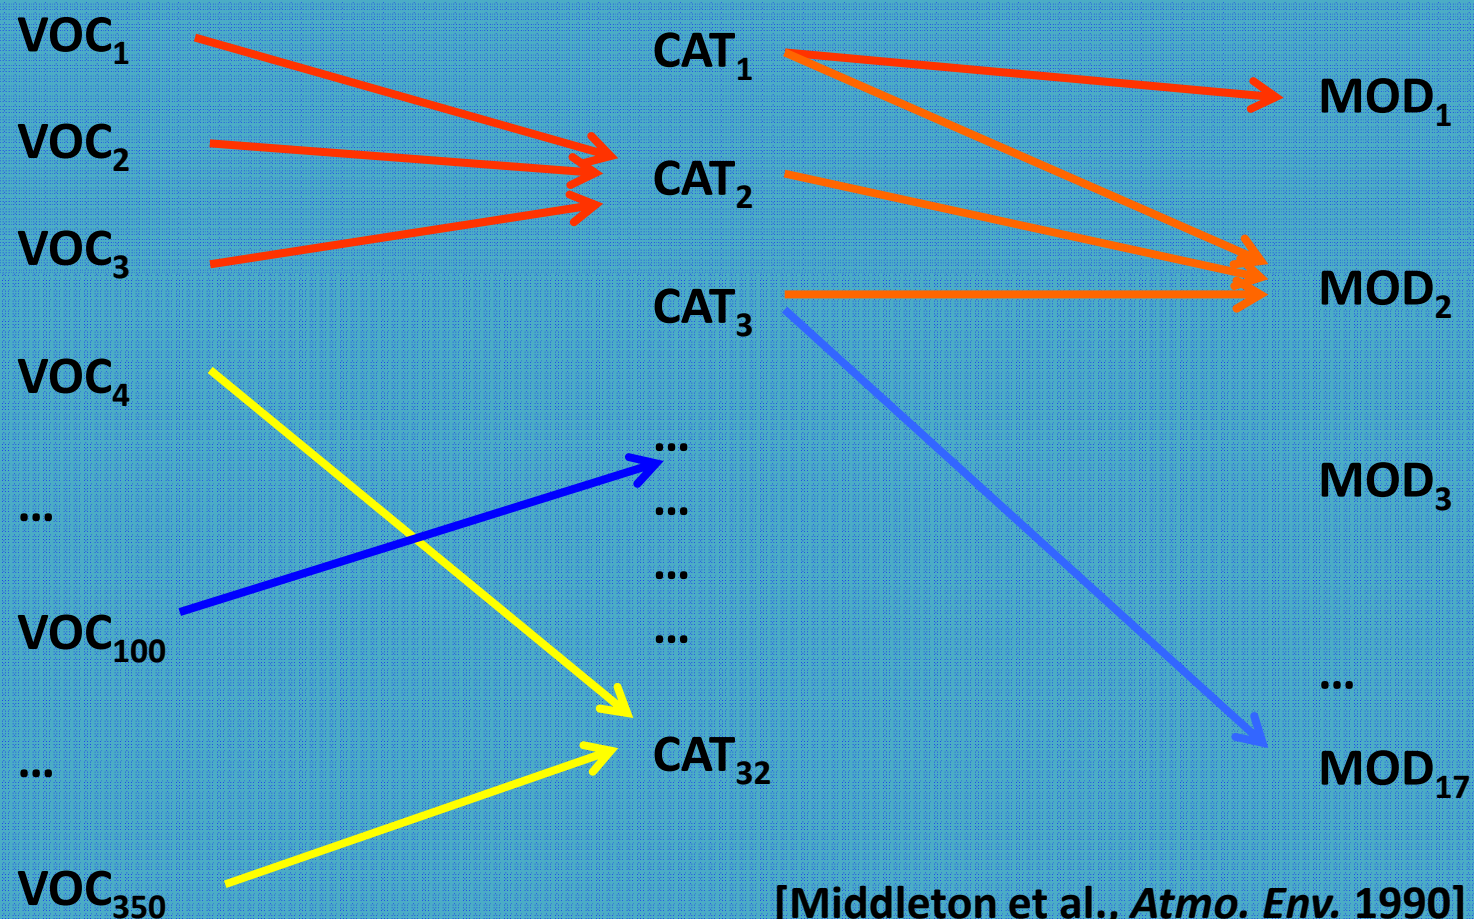 VOC₁
VOC₂
VOC₃
VOC₄
...
VOC₁₀₀
...
VOC₃₅₀
CAT₁
CAT₂
CAT₃
...
...
...
...
CAT₃₂
MOD₁
MOD₂
MOD₃
...
MOD₁₇
[Middleton et al., Atmo. Env. 1990]